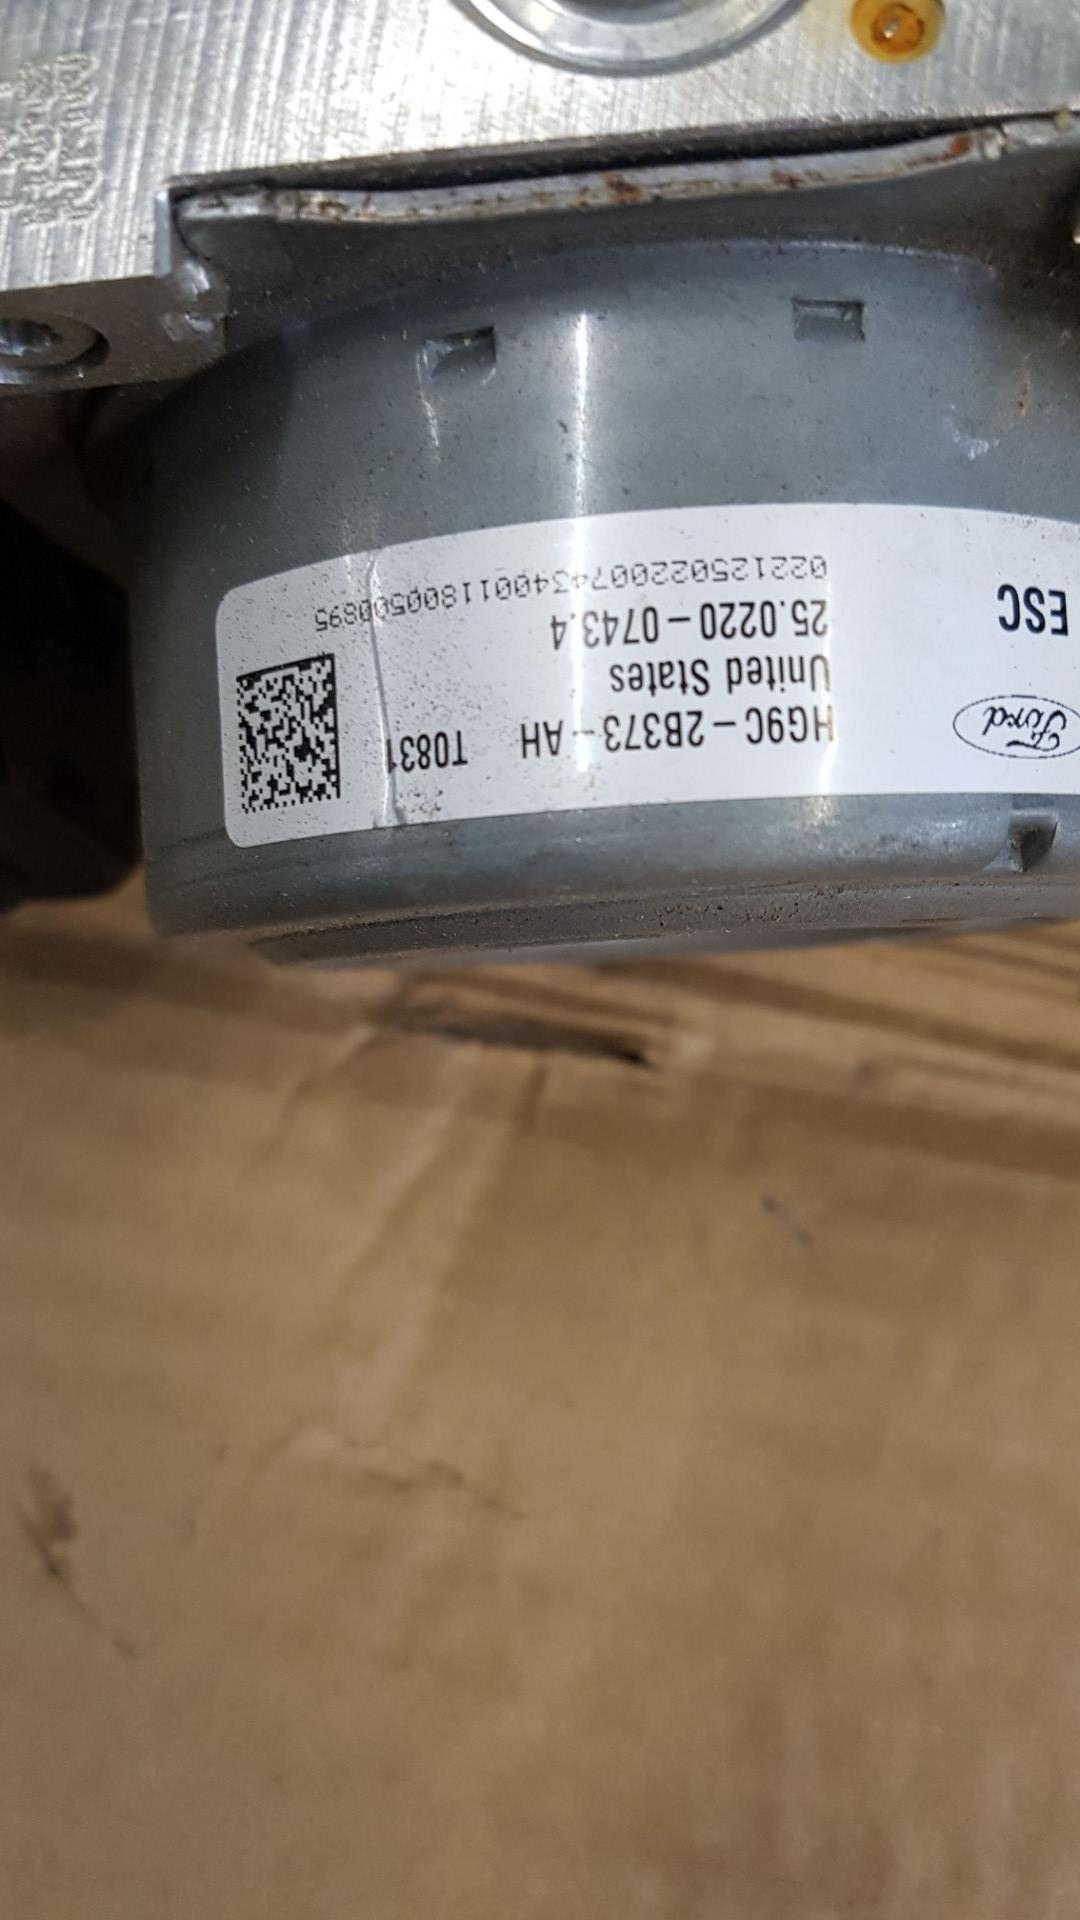 Ford
HG9C-2B373-AH T0831
United States
ESC
25.0220-0743.4
0221250220074340011800500895